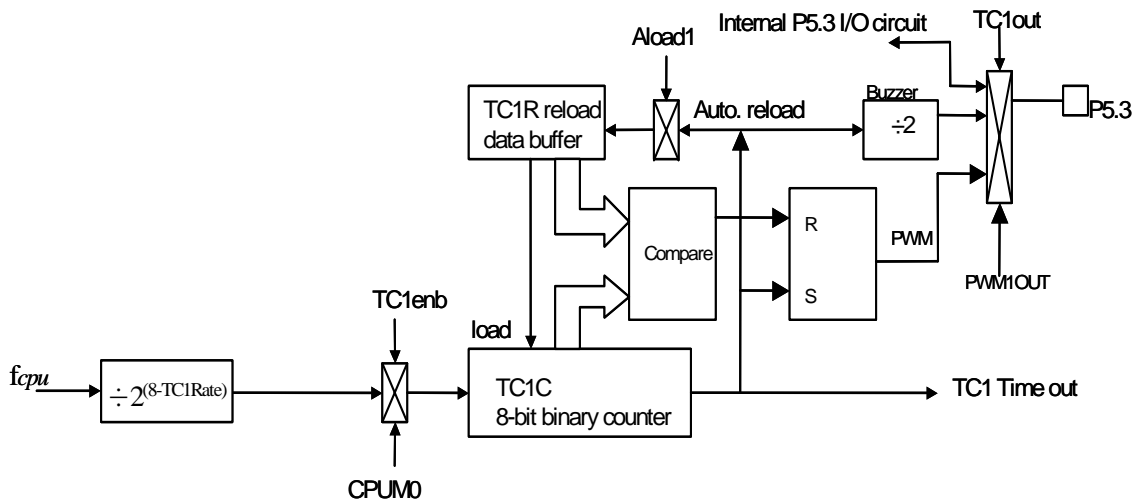 Internal P5.3 I/O circuit
TC1out
Aload1
TC1R reload
data buffer
Auto. reload
Buzzer
÷2
P5.3
Compare
R
S
PWM
PWM1OUT
TC1enb
load
fcpu
÷2(8-TC1Rate)
TC1C
8-bit binary counter
TC1 Time out
CPUM0